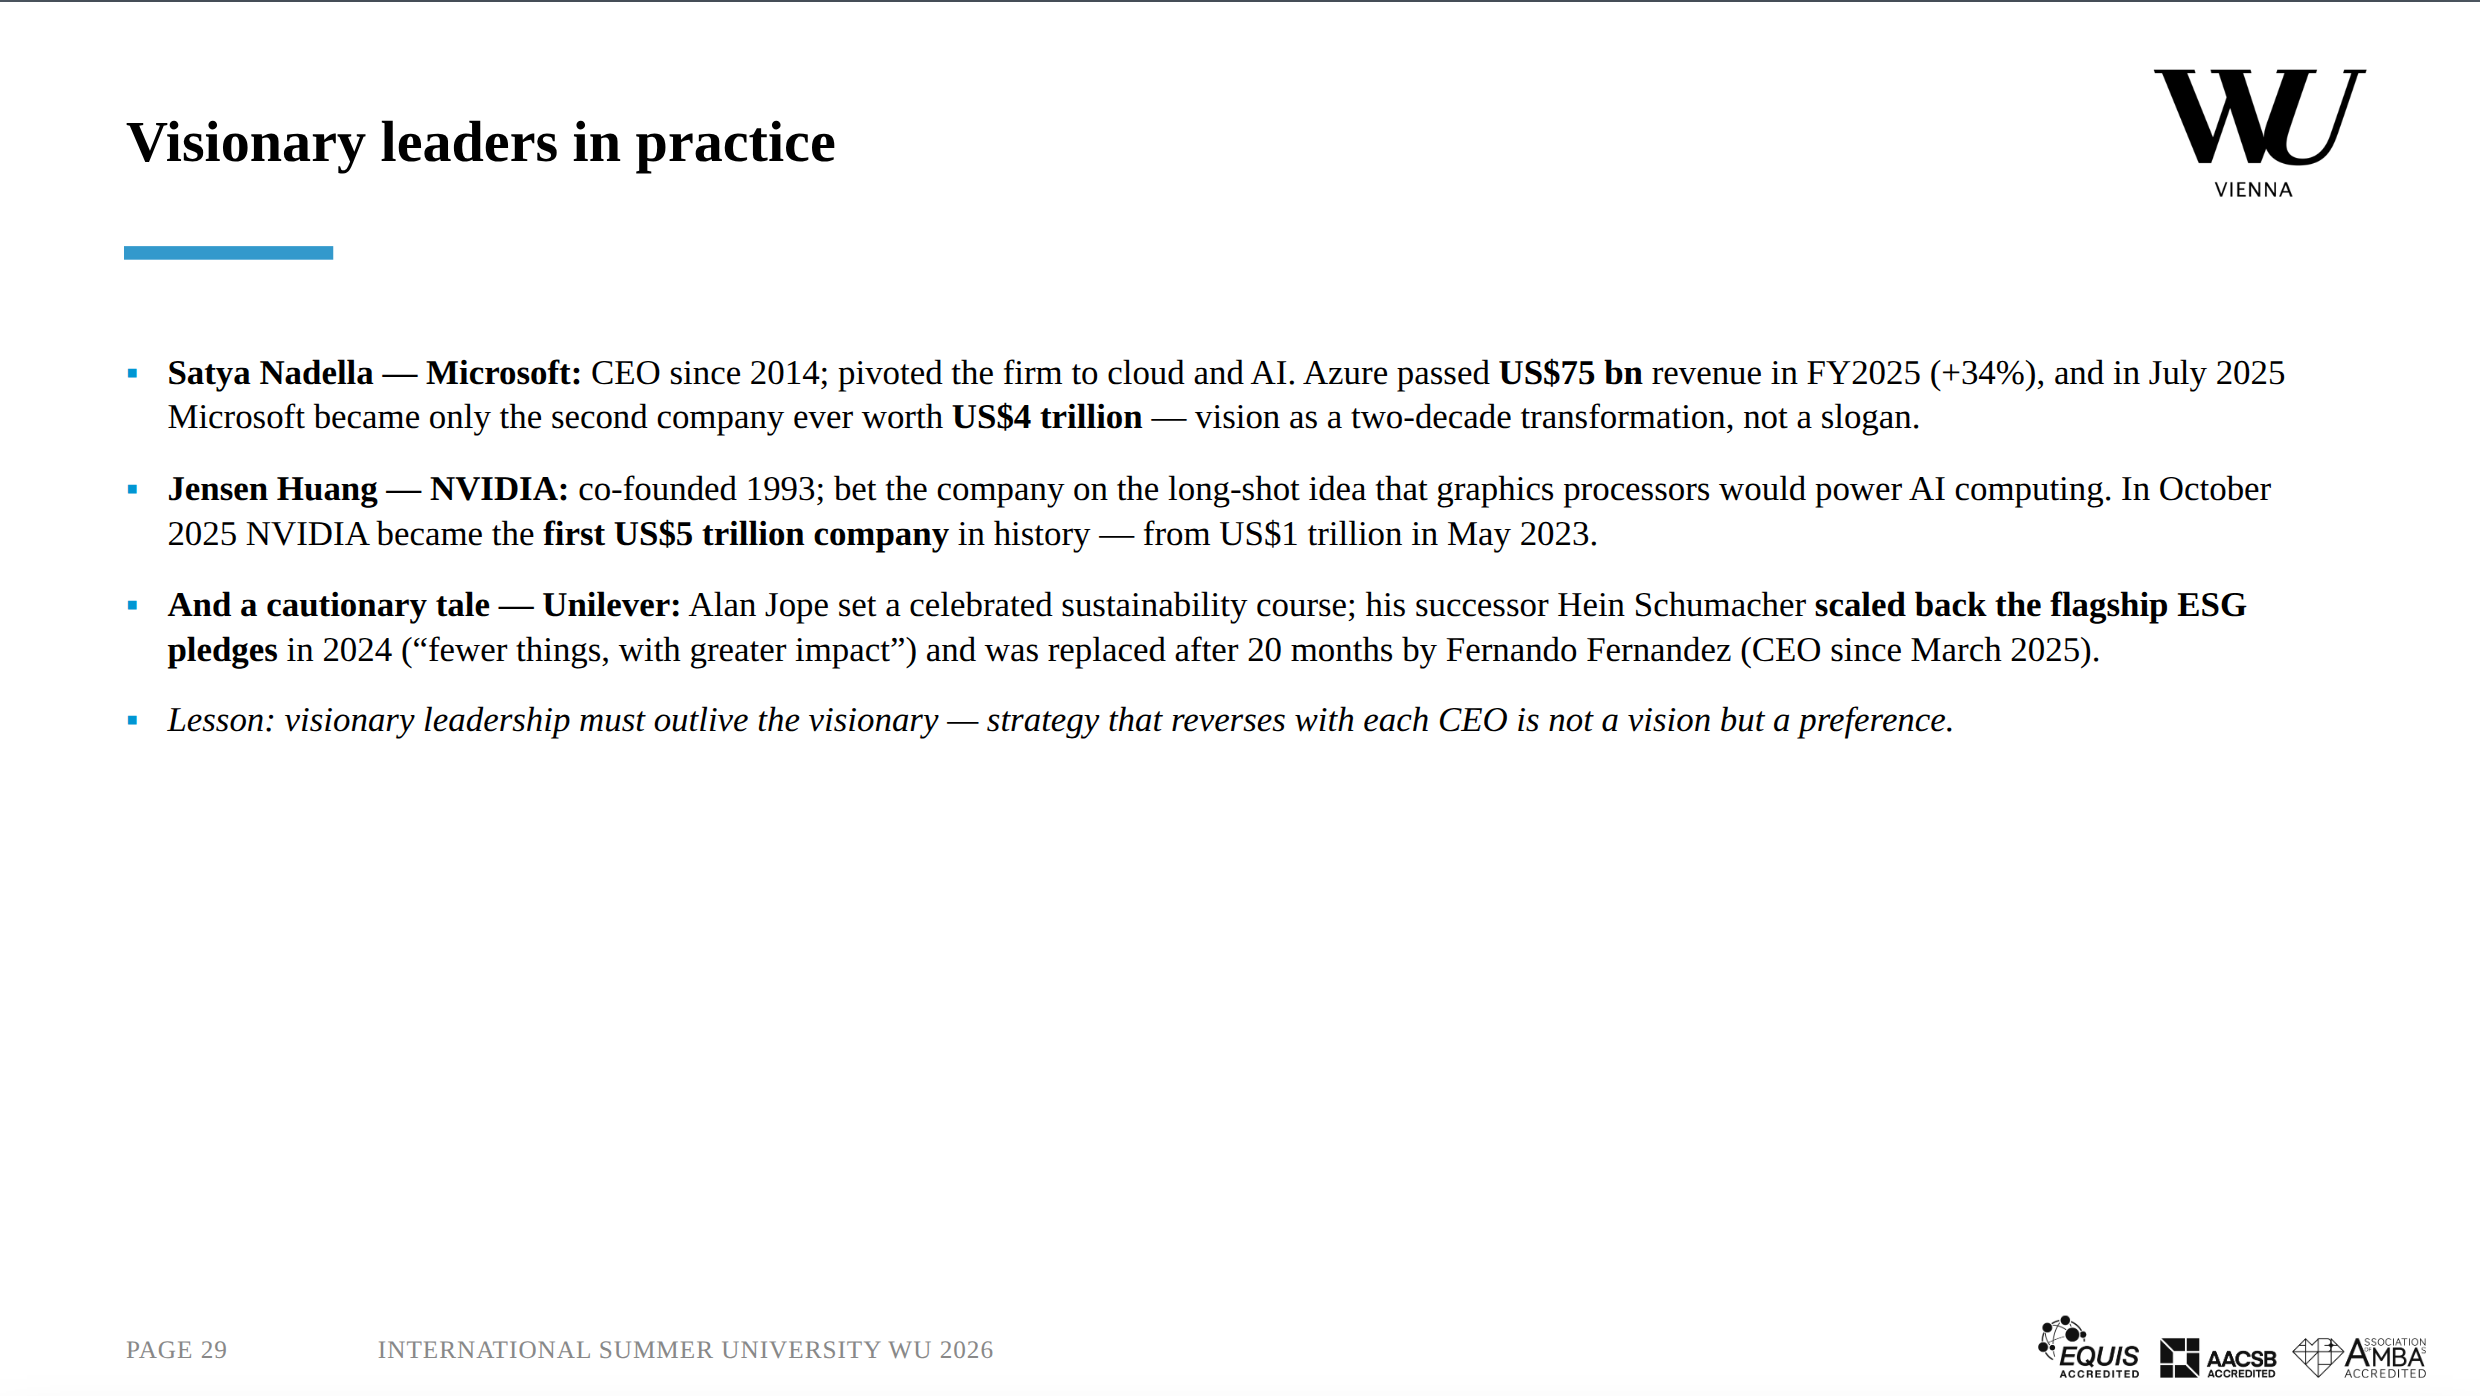 Visionary leaders in practice
WU
VIENNA
▪ Satya Nadella — Microsoft: CEO since 2014; pivoted the firm to cloud and AI. Azure passed US$75 bn revenue in FY2025 (+34%), and in July 2025
Microsoft became only the second company ever worth US$4 trillion — vision as a two-decade transformation, not a slogan.
▪ Jensen Huang — NVIDIA: co-founded 1993; bet the company on the long-shot idea that graphics processors would power AI computing. In October
2025 NVIDIA became the first US$5 trillion company in history — from US$1 trillion in May 2023.
▪ And a cautionary tale — Unilever: Alan Jope set a celebrated sustainability course; his successor Hein Schumacher scaled back the flagship ESG
pledges in 2024 (“fewer things, with greater impact”) and was replaced after 20 months by Fernando Fernandez (CEO since March 2025).
▪ Lesson: visionary leadership must outlive the visionary — strategy that reverses with each CEO is not a vision but a preference.
PAGE 29
INTERNATIONAL SUMMER UNIVERSITY WU 2026
EQUIS
ACCREDITED
AACSB
ACCREDITED
ASSOCIATION
OF AMBAS
ACCREDITED